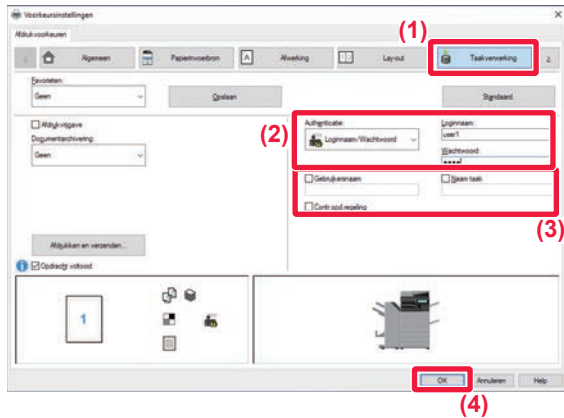 Voorkeursinstellingen
Afdrukvoorkeuren
(1)
Algemeen
Papierinvoerbron
A
Afwerking
Lay-out
Taakverwerking
Favorieten:
Geen
Opslaan
Standaard
(2)
Afdrukvrijgave
Documentarchivering:
Geen
Authenticatie:
Loginnaam/Wachtwoord
Loginnaam:
user1
Wachtwoord:
••••
Gebruikersnaam
Naam taak
Contr opd.regeling
(3)
Afdrukken en verzenden...
Opdracht voltooid
1
OK
Annuleren
Help
(4)